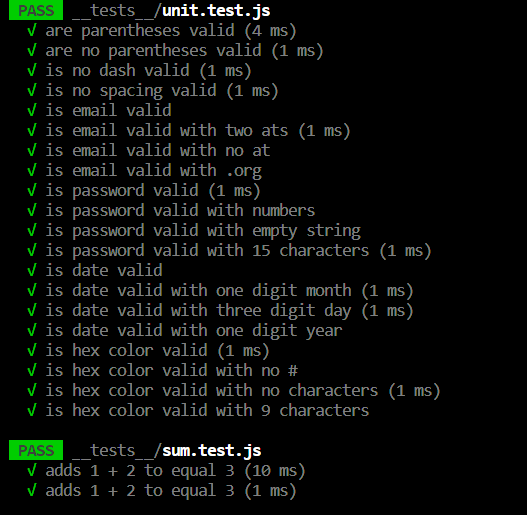 PASS __tests__/unit.test.js
√ are parentheses valid (4 ms)
√ are no parentheses valid (1 ms)
√ is no dash valid (1 ms)
√ is no spacing valid (1 ms)
√ is email valid
√ is email valid with two ats (1 ms)
√ is email valid with no at
√ is email valid with .org
√ is password valid (1 ms)
√ is password valid with numbers
√ is password valid with empty string
√ is password valid with 15 characters (1 ms)
√ is date valid
√ is date valid with one digit month (1 ms)
√ is date valid with three digit day (1 ms)
√ is date valid with one digit year
√ is hex color valid (1 ms)
√ is hex color valid with no #
√ is hex color valid with no characters (1 ms)
√ is hex color valid with 9 characters
PASS __tests__/sum.test.js
√ adds 1 + 2 to equal 3 (10 ms)
√ adds 1 + 2 to equal 3 (1 ms)